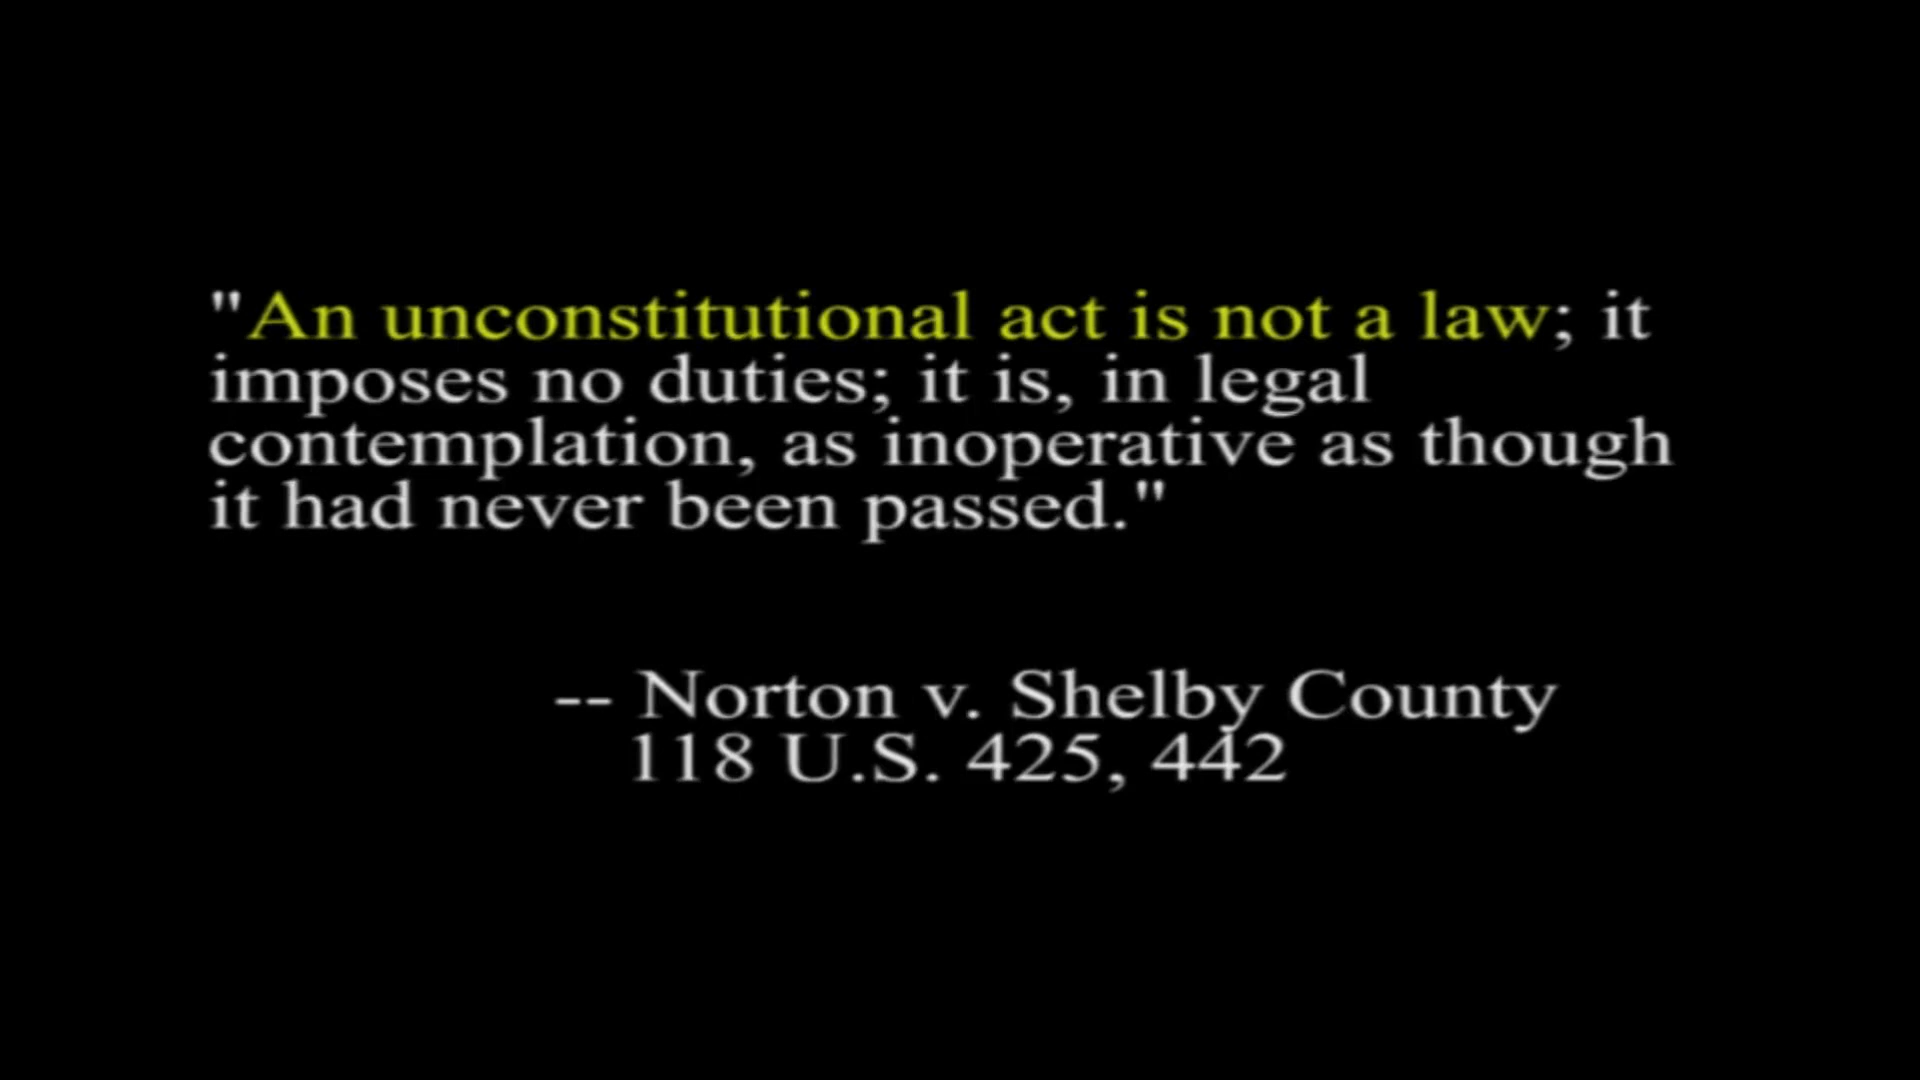 "An unconstitutional act is not a law; it
imposes no duties; it is, in legal
contemplation, as inoperative as though
it had never been passed."
-- Norton v. Shelby County
118 U.S. 425, 442